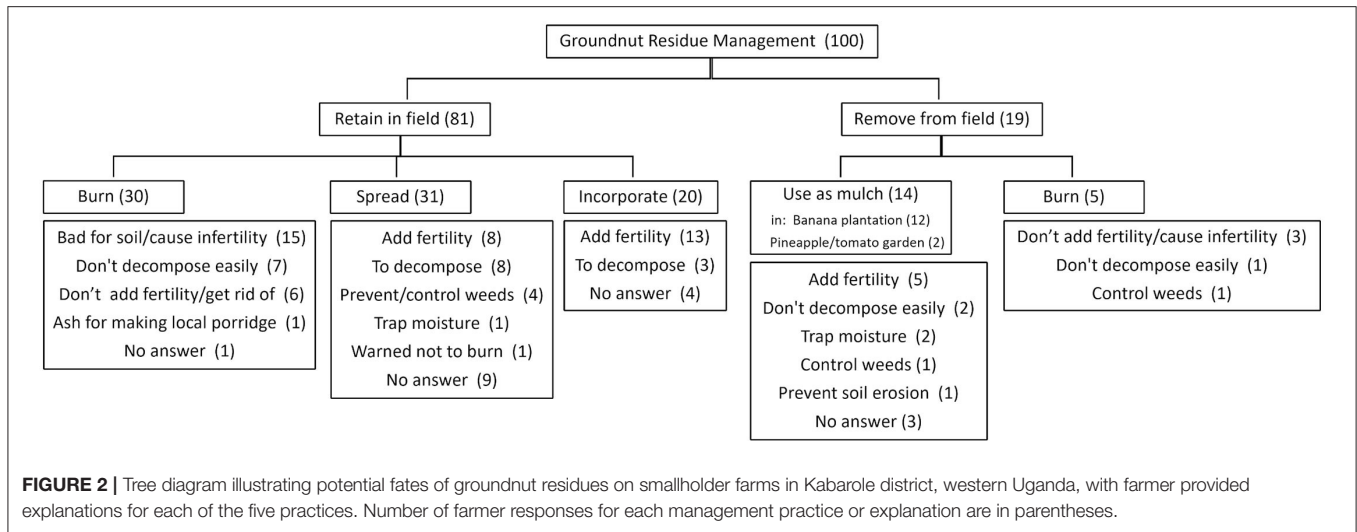 Groundnut Residue Management (100)
Retain in field (81)
Remove from field (19)
Burn (30)
Bad for soil/cause infertility (15)
Don't decompose easily (7)
Don't add fertility/get rid of (6)
Ash for making local porridge (1)
No answer (1)
Spread (31)
Add fertility (8)
To decompose (8)
Prevent/control weeds (4)
Trap moisture (1)
Warned not to burn (1)
No answer (9)
Incorporate (20)
Add fertility (13)
To decompose (3)
No answer (4)
Use as mulch (14)
in: Banana plantation (12)
Pineapple/tomato garden (2)
Add fertility (5)
Don't decompose easily (2)
Trap moisture (2)
Control weeds (1)
Prevent soil erosion (1)
No answer (3)
Burn (5)
Don't add fertility/cause infertility (3)
Don't decompose easily (1)
Control weeds (1)
FIGURE 2 | Tree diagram illustrating potential fates of groundnut residues on smallholder farms in Kabarole district, western Uganda, with farmer provided
explanations for each of the five practices. Number of farmer responses for each management practice or explanation are in parentheses.